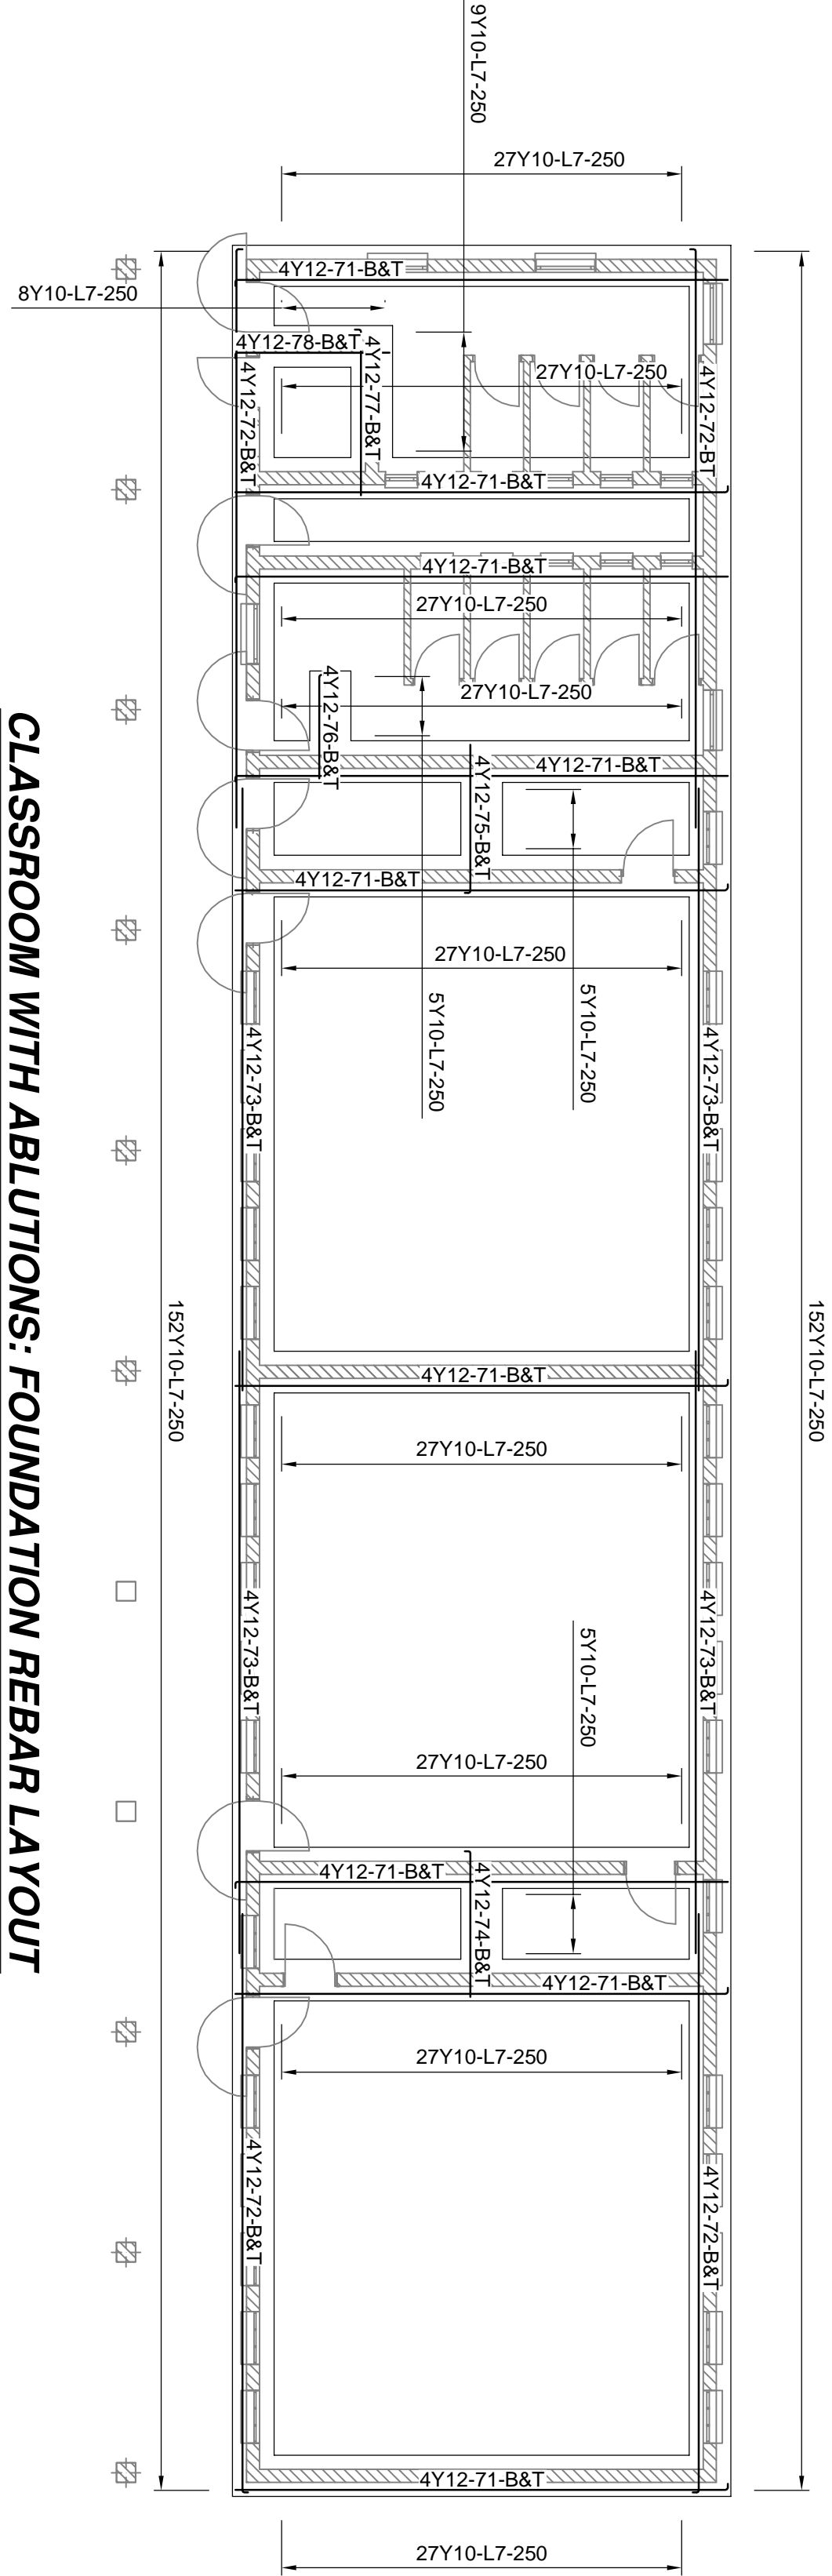 9Y10-L7-250
27Y10-L7-250
4Y12-71-B&T
8Y10-L7-250
4Y12-78-B&T
4Y12-77-B&T
27Y10-L7-250
4Y12-72-B&T
4Y12-72-BT
4Y12-71-B&T
4Y12-71-B&T
27Y10-L7-250
4Y12-76-B&T
27Y10-L7-250
4Y12-71-B&T
4Y12-75-B&T
4Y12-71-B&T
27Y10-L7-250
5Y10-L7-250
5Y10-L7-250
4Y12-73-B&T
4Y12-73-B&T
152Y10-L7-250
152Y10-L7-250
4Y12-71-B&T
27Y10-L7-250
4Y12-73-B&T
4Y12-73-B&T
5Y10-L7-250
27Y10-L7-250
4Y12-71-B&T
4Y12-74-B&T
4Y12-71-B&T
27Y10-L7-250
4Y12-72-B&T
4Y12-72-B&T
4Y12-71-B&T
27Y10-L7-250
CLASSROOM WITH ABLUTIONS: FOUNDATION REBAR LAYOUT